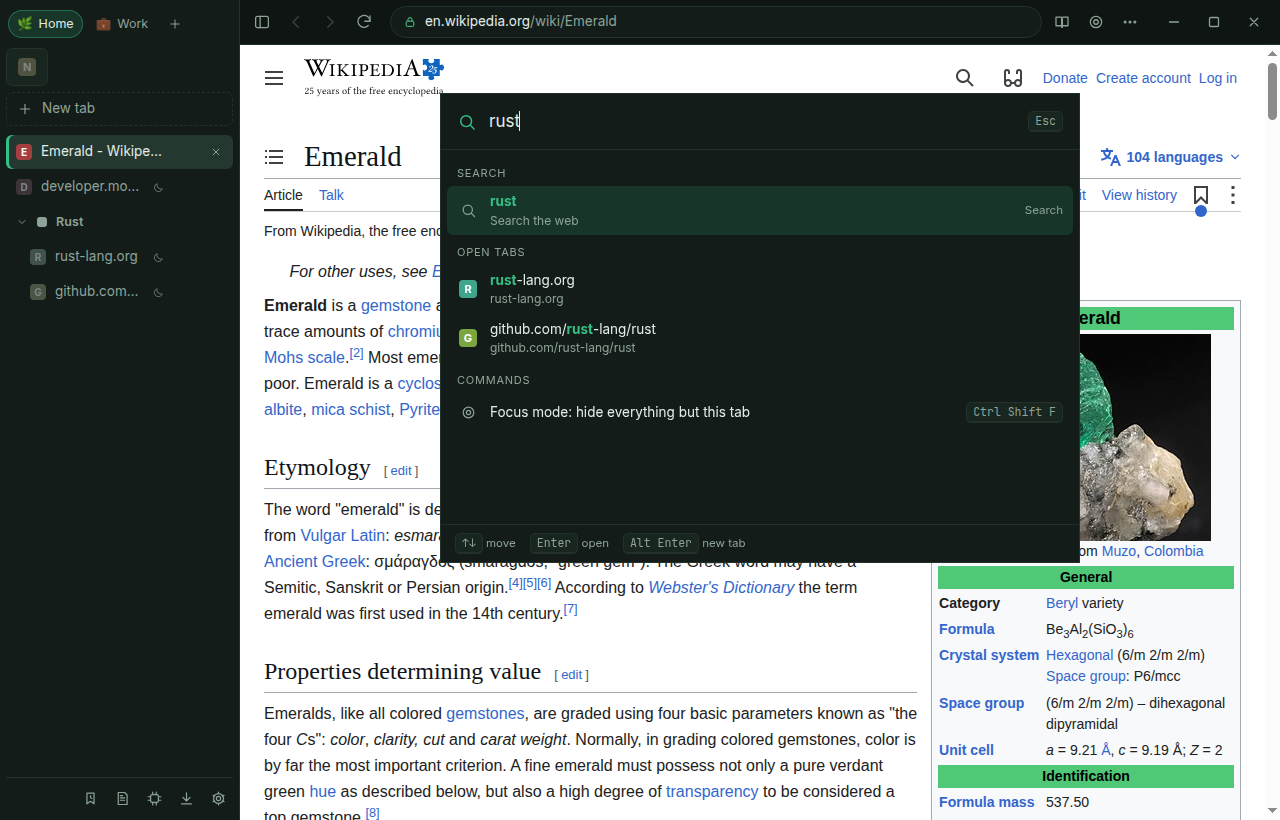 Home
Work
en.wikipedia.org/wiki/Emerald
N
New tab
E Emerald - Wikipe...
D developer.mo...
Rust
R rust-lang.org
G github.com...
WIKIPEDIA 25
25 years of the free encyclopedia
Donate Create account Log in
rust
Esc
SEARCH
rust
Search the web
Search
OPEN TABS
R rust-lang.org
rust-lang.org
G github.com/rust-lang/rust
github.com/rust-lang/rust
COMMANDS
Focus mode: hide everything but this tab
Ctrl Shift F
↑↓ move Enter open Alt Enter new tab
Emerald
104 languages
Article Talk
View history
From Wikipedia, the free
For other uses, see
Emerald is a gemstone
trace amounts of
Mohs scale.[2] Most
poor. Emerald is a
albite, mica schist,
Etymology [ edit ]
The word "emerald" is
from Vulgar Latin:
Ancient Greek:
Semitic, Sanskrit or Persian origin.[4][5][6] According to Webster's Dictionary the term
emerald was first used in the 14th century.[7]
Properties determining value [ edit ]
Emeralds, like all colored gemstones, are graded using four basic parameters known as "the
four Cs": color, clarity, cut and carat weight. Normally, in grading colored gemstones, color is
by far the most important criterion. A fine emerald must possess not only a pure verdant
green hue as described below, but also a high degree of transparency to be considered a
top gemstone.[8]
Muzo, Colombia
General
Category Beryl variety
Formula Be3Al2(SiO3)6
Crystal system Hexagonal (6/m 2/m 2/m)
Space group: P6/mcc
Space group (6/m 2/m 2/m) – dihexagonal
dipyramidal
Unit cell a = 9.21 Å, c = 9.19 Å; Z = 2
Identification
Formula mass 537.50